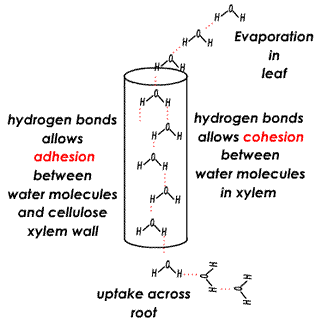 Evaporation
in
leaf
hydrogen bonds
allows
adhesion
between
water molecules
and cellulose
xylem wall
hydrogen bonds
allows cohesion
between
water molecules
in xylem
uptake across
root
H O H
H O H
H O H
H O H
H O H
H O H
H O H
H O H
H O H
H O H
H O H